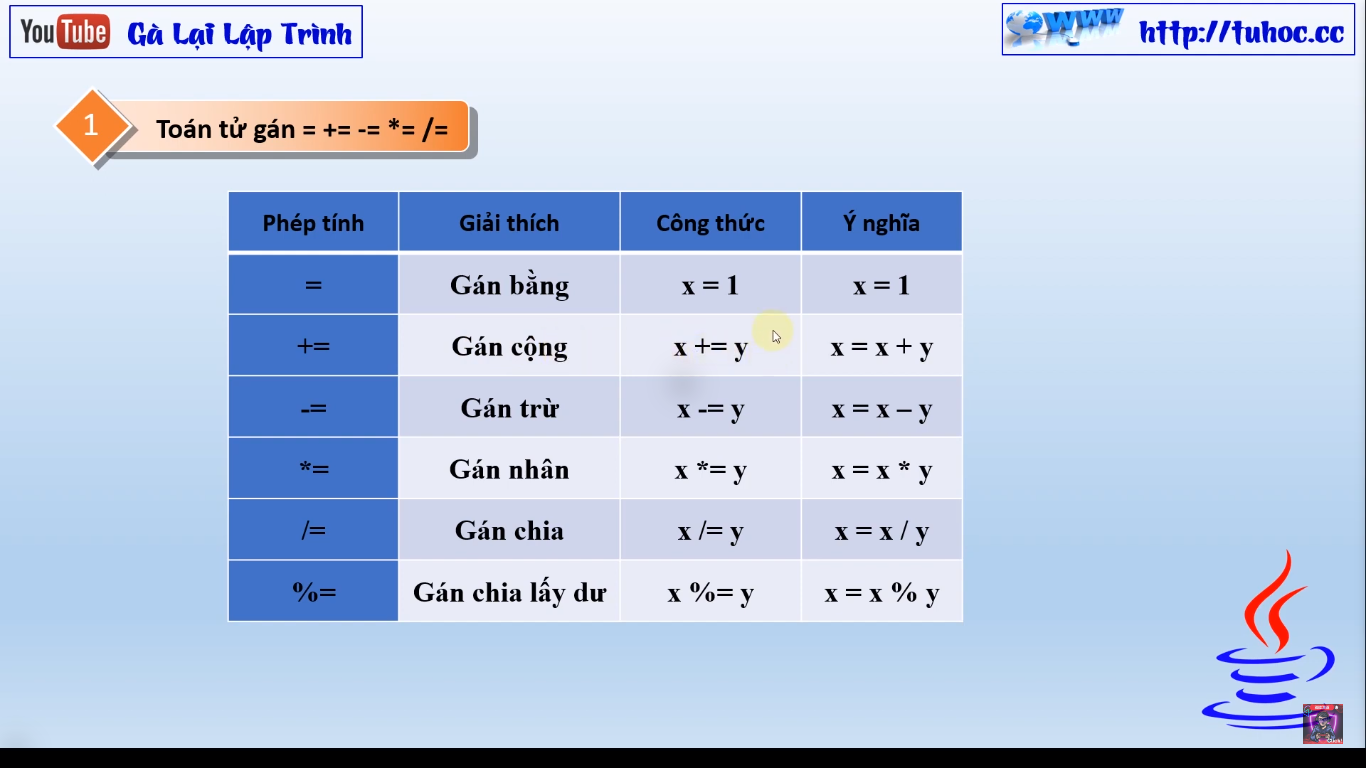 YouTube Gà Lại Lập Trình
WWW http://tuhoc.cc
1
Toán tử gán = += -= *= /=
Phép tính Giải thích Công thức Ý nghĩa
= Gán bằng x = 1 x = 1
+= Gán cộng x += y x = x + y
-= Gán trừ x -= y x = x – y
*= Gán nhân x *= y x = x * y
/= Gán chia x /= y x = x / y
%= Gán chia lấy dư x %= y x = x % y